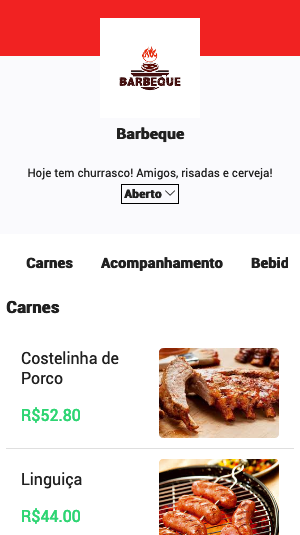 BARBEQUE
Barbeque
Hoje tem churrasco! Amigos, risadas e cerveja!
Aberto
Carnes Acompanhamento Bebid
Carnes
Costelinha de
Porco
R$52.80
Linguiça
R$44.00